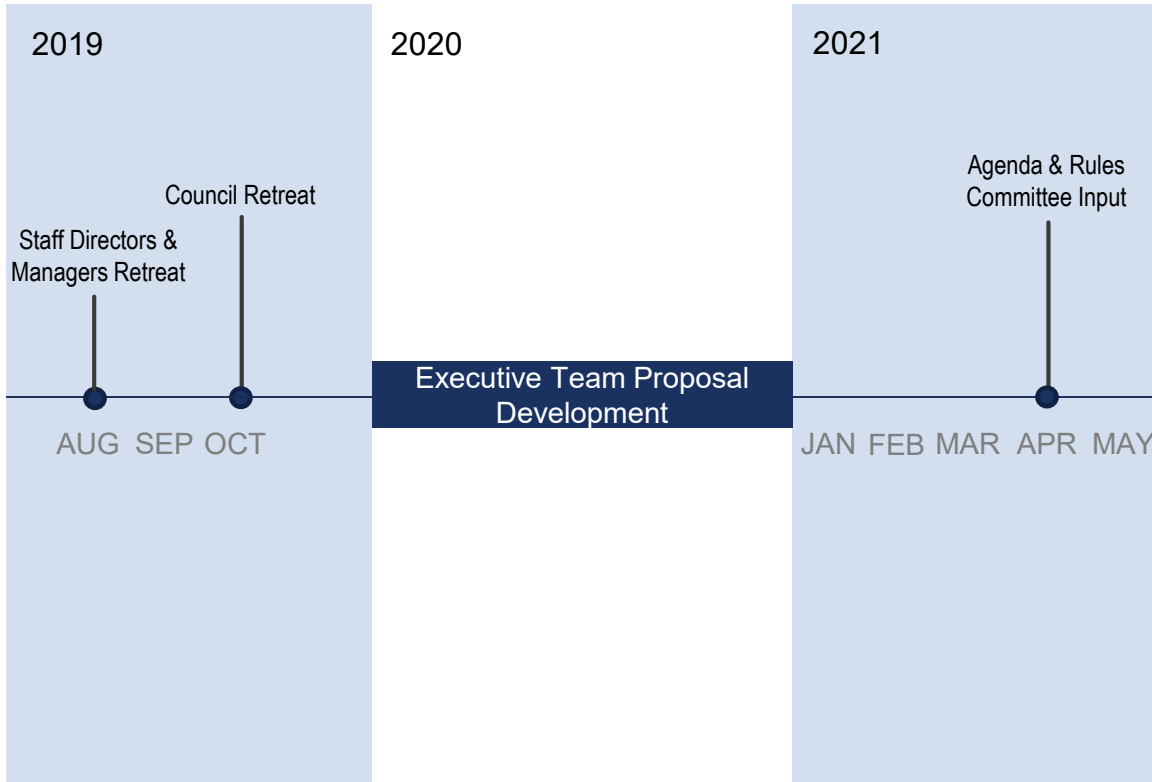 2019
2020
2021
Council Retreat
Staff Directors &
Managers Retreat
Agenda & Rules
Committee Input
Executive Team Proposal
Development
AUG SEP OCT
JAN FEB MAR APR MAY